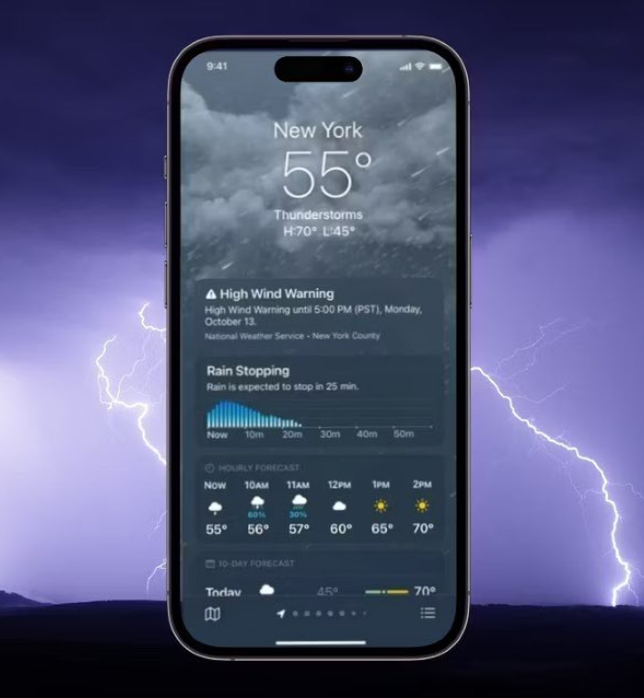 9:41
New York
55°
Thunderstorms
H:70° L:45°
High Wind Warning
High Wind Warning until 5:00 PM (PST), Monday,
October 13.
National Weather Service - New York County
Rain Stopping
Rain is expected to stop in 25 min.
Now 10m 20m 30m 40m 50m
HOURLY FORECAST
Now 10AM 11AM 12PM 1PM 2PM
60% 30%
55° 56° 57° 60° 65° 70°
10-DAY FORECAST
Today 45° 70°